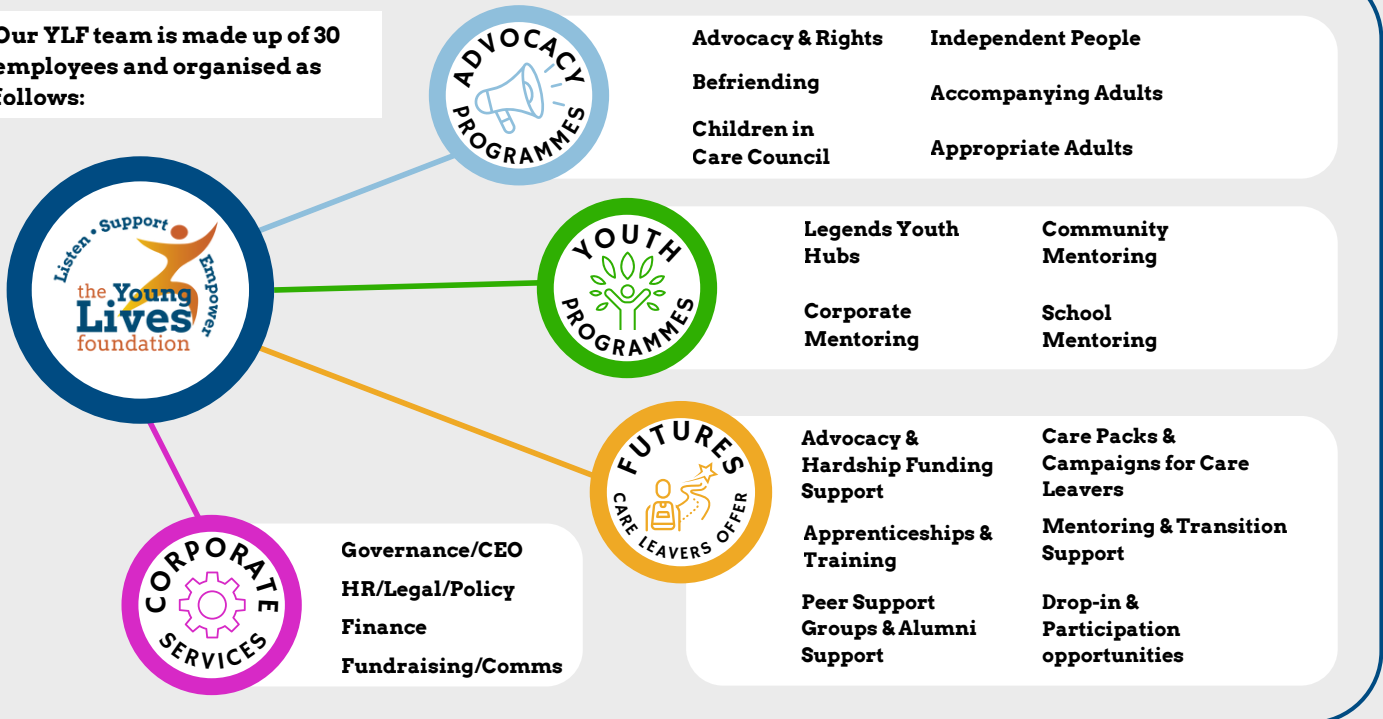 Our YLF team is made up of 30
employees and organised as
follows:
ADVOCACY
PROGRAMMES
Advocacy & Rights
Befriending
Children in
Care Council
Independent People
Accompanying Adults
Appropriate Adults
Listen • Support
Empower
the Young
Lives
foundation
YOUTH
PROGRAMMES
Legends Youth
Hubs
Corporate
Mentoring
Community
Mentoring
School
Mentoring
FUTURES
CARE LEAVERS OFFER
Advocacy &
Hardship Funding
Support
Apprenticeships &
Training
Peer Support
Groups & Alumni
Support
Care Packs &
Campaigns for Care
Leavers
Mentoring & Transition
Support
Drop-in &
Participation
opportunities
CORPORATE
SERVICES
Governance/CEO
HR/Legal/Policy
Finance
Fundraising/Comms